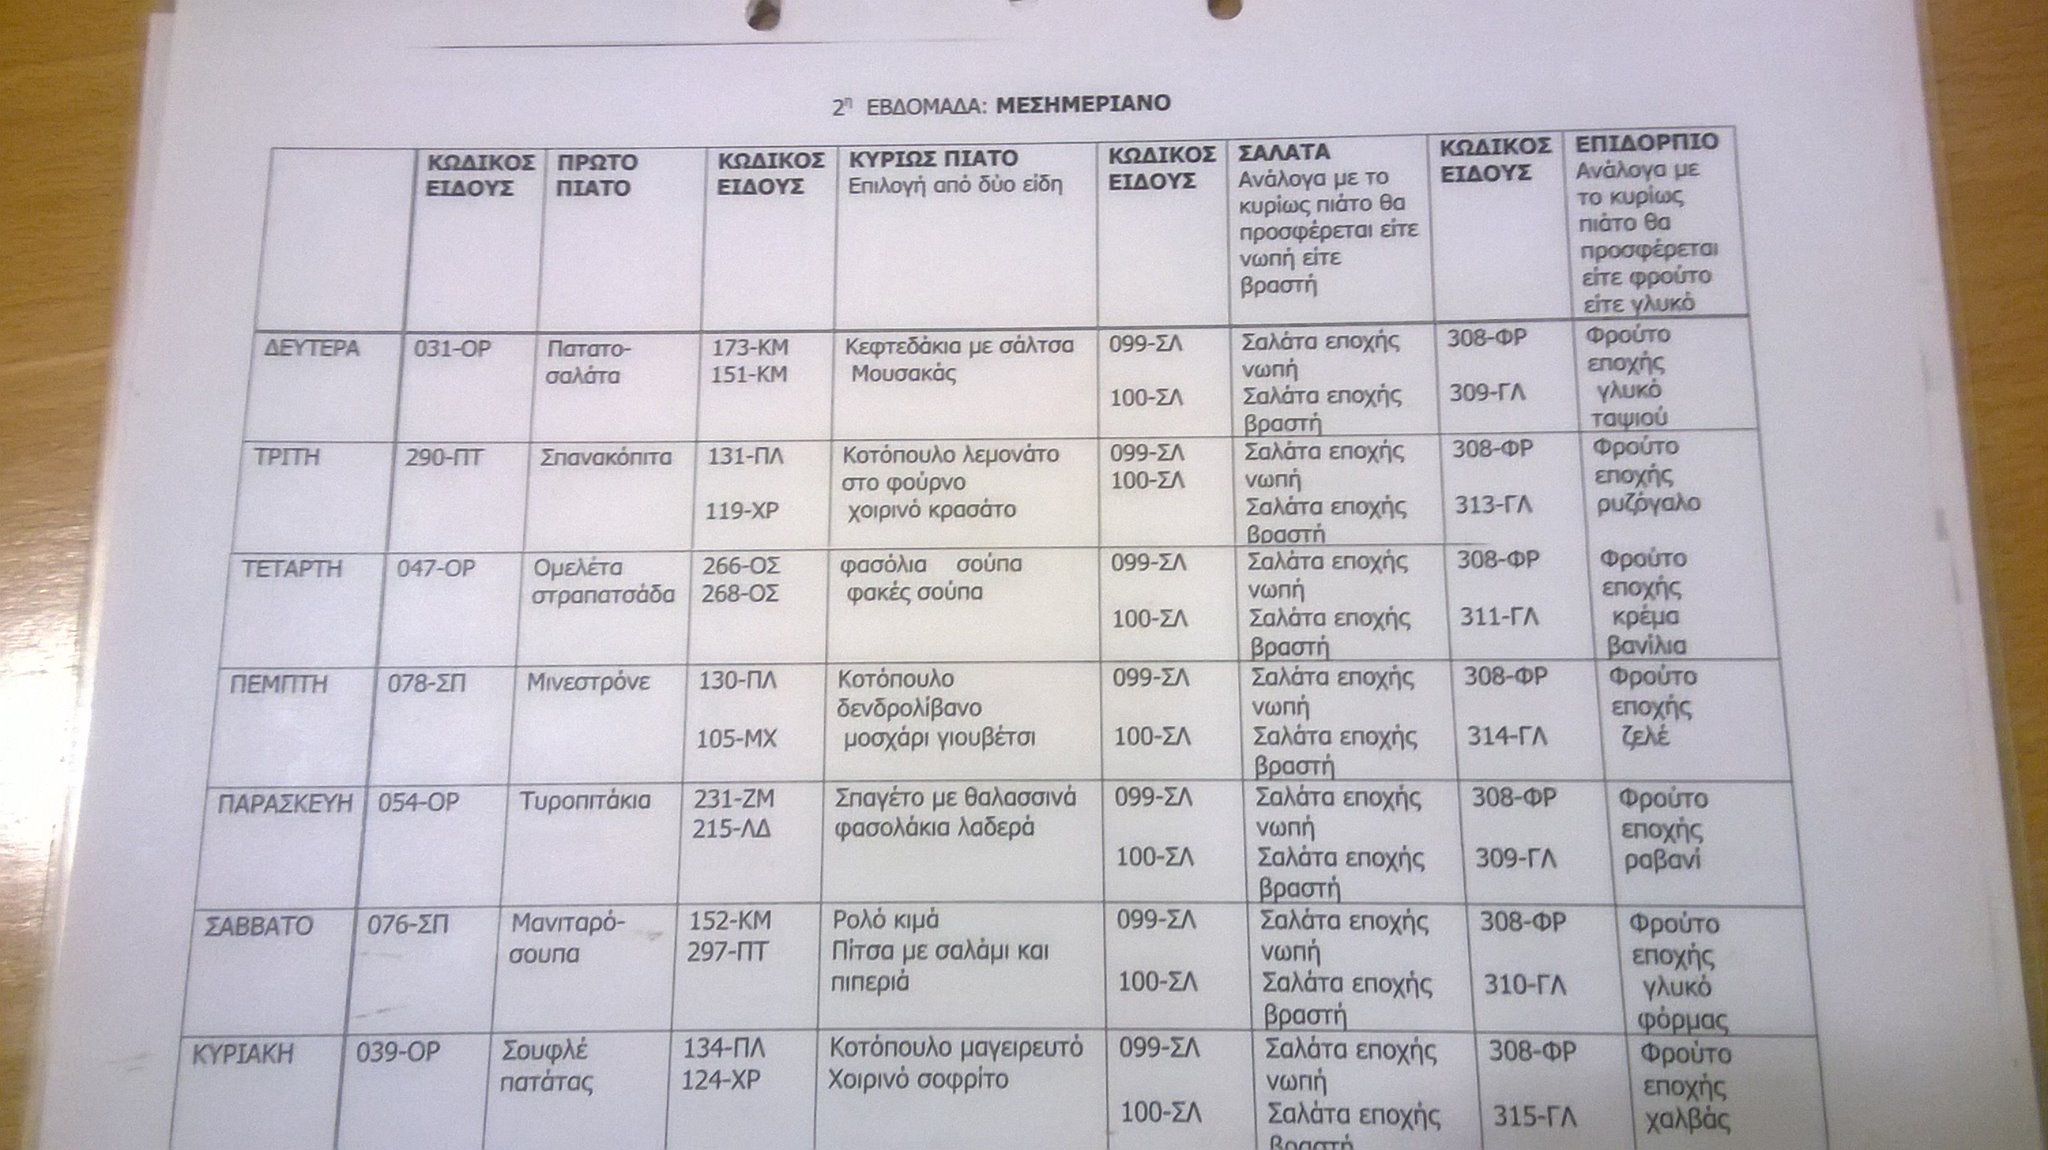 2η ΕΒΔΟΜΑΔΑ: ΜΕΣΗΜΕΡΙΑΝΟ
ΚΩΔΙΚΟΣ ΕΙΔΟΥΣ
ΠΡΩΤΟ ΠΙΑΤΟ
ΚΩΔΙΚΟΣ ΕΙΔΟΥΣ
ΚΥΡΙΩΣ ΠΙΑΤΟ
Επιλογή από δύο είδη
ΚΩΔΙΚΟΣ ΕΙΔΟΥΣ
ΣΑΛΑΤΑ
Ανάλογα με το
κυρίως πιάτο θα
προσφέρεται είτε
νωπή είτε
βραστή
ΚΩΔΙΚΟΣ ΕΙΔΟΥΣ
ΕΠΙΔΟΡΠΙΟ
Ανάλογα με
το κυρίως
πιάτο θα
προσφέρεται
είτε φρούτο
είτε γλυκό
ΔΕΥΤΕΡΑ
031-ΟΡ
Πατατο-
σαλάτα
173-ΚΜ
151-ΚΜ
Κεφτεδάκια με σάλτσα
Μουσακάς
099-ΣΛ
100-ΣΛ
Σαλάτα εποχής
νωπή
Σαλάτα εποχής
βραστή
308-ΦΡ
309-ΓΛ
Φρούτο
εποχής
γλυκό
ταψιού
ΤΡΙΤΗ
290-ΠΤ
Σπανακόπιτα
131-ΠΛ
119-ΧΡ
Κοτόπουλο λεμονάτο
στο φούρνο
χοιρινό κρασάτο
099-ΣΛ
100-ΣΛ
Σαλάτα εποχής
νωπή
Σαλάτα εποχής
βραστή
308-ΦΡ
313-ΓΛ
Φρούτο
εποχής
ρυζόγαλο
ΤΕΤΑΡΤΗ
047-ΟΡ
Ομελέτα
στραπατσάδα
266-ΟΣ
268-ΟΣ
φασόλια σούπα
φακές σούπα
099-ΣΛ
100-ΣΛ
Σαλάτα εποχής
νωπή
Σαλάτα εποχής
βραστή
308-ΦΡ
311-ΓΛ
Φρούτο
εποχής
κρέμα
βανίλια
ΠΕΜΠΤΗ
078-ΣΠ
Μινεστρόνε
130-ΠΛ
105-ΜΧ
Κοτόπουλο
δενδρολίβανο
μοσχάρι γιουβέτσι
099-ΣΛ
100-ΣΛ
Σαλάτα εποχής
νωπή
Σαλάτα εποχής
βραστή
308-ΦΡ
314-ΓΛ
Φρούτο
εποχής
ζελέ
ΠΑΡΑΣΚΕΥΗ
054-ΟΡ
Τυροπιτάκια
231-ΖΜ
215-ΛΔ
Σπαγέτο με θαλασσινά
φασολάκια λαδερά
099-ΣΛ
100-ΣΛ
Σαλάτα εποχής
νωπή
Σαλάτα εποχής
βραστή
308-ΦΡ
309-ΓΛ
Φρούτο
εποχής
ραβανί
ΣΑΒΒΑΤΟ
076-ΣΠ
Μανιταρό-
σουπα
152-ΚΜ
297-ΠΤ
Ρολό κιμά
Πίτσα με σαλάμι και
πιπεριά
099-ΣΛ
100-ΣΛ
Σαλάτα εποχής
νωπή
Σαλάτα εποχής
βραστή
308-ΦΡ
310-ΓΛ
Φρούτο
εποχής
γλυκό
φόρμας
ΚΥΡΙΑΚΗ
039-ΟΡ
Σουφλέ
πατάτας
134-ΠΛ
124-ΧΡ
Κοτόπουλο μαγειρευτό
Χοιρινό σοφρίτο
099-ΣΛ
100-ΣΛ
Σαλάτα εποχής
νωπή
Σαλάτα εποχής
βραστή
308-ΦΡ
315-ΓΛ
Φρούτο
εποχής
χαλβάς